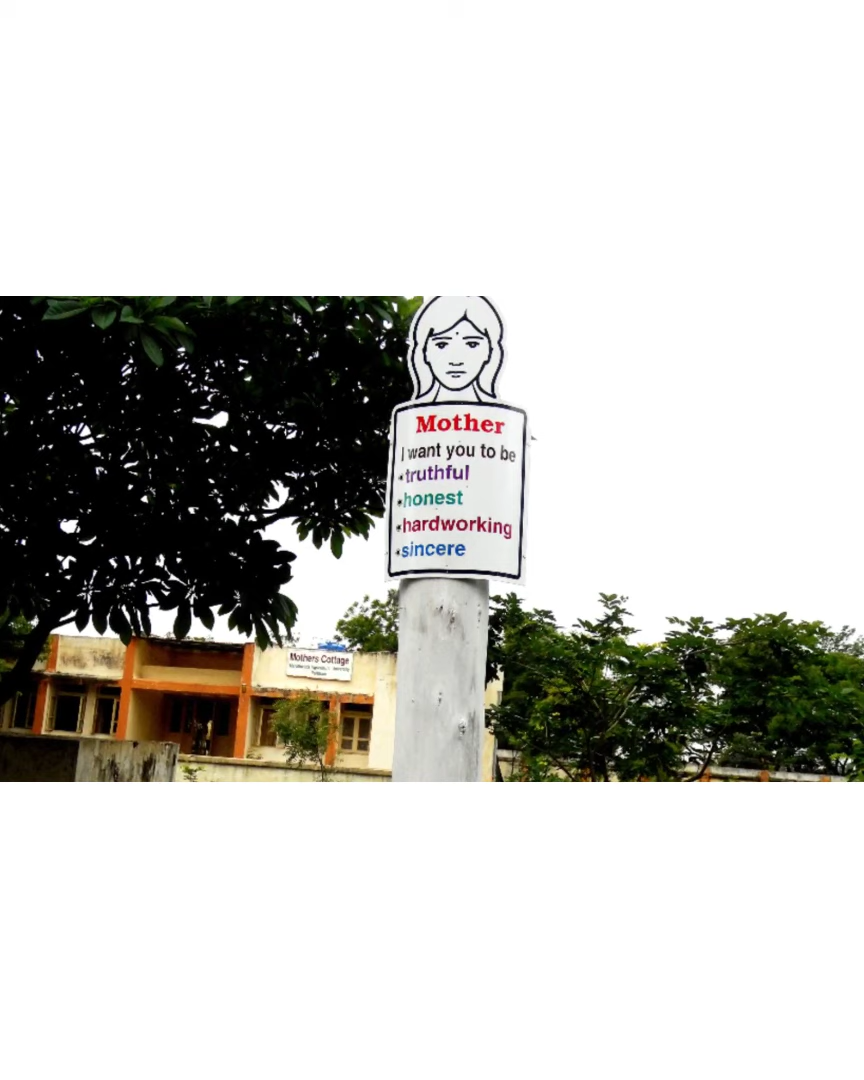 Mother
I want you to be
*truthful
*honest
*hardworking
*sincere
Mothers Cottage